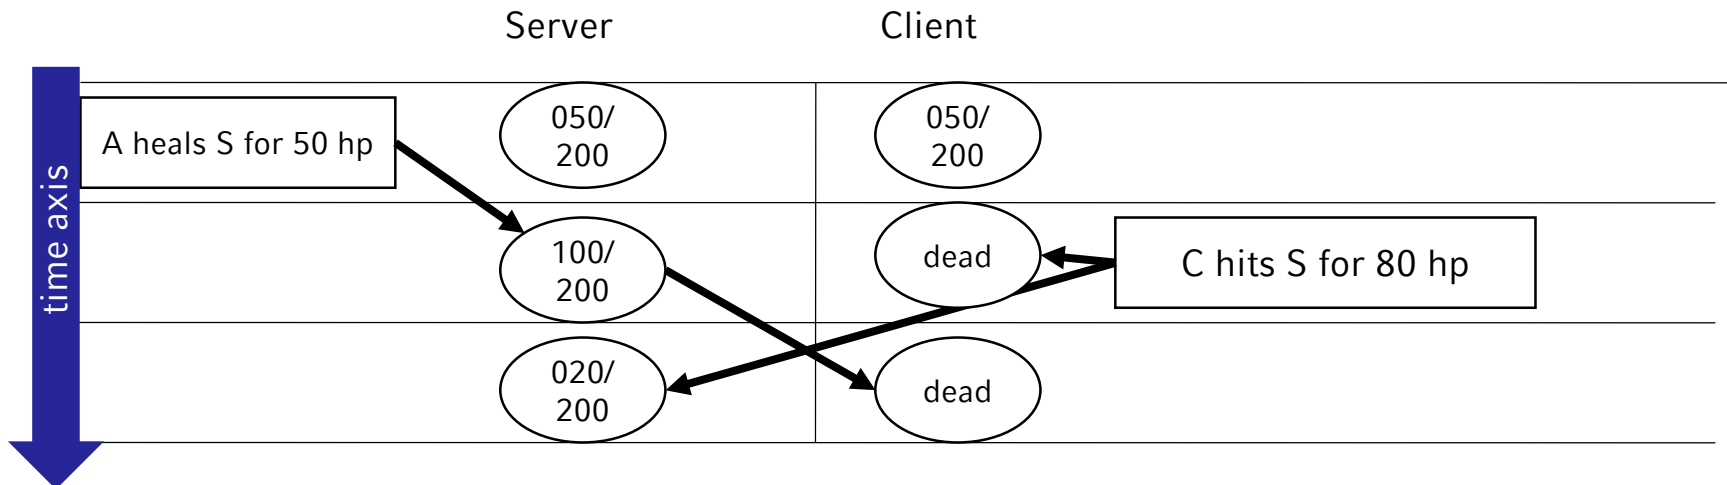 Server
Client
time axis
A heals S for 50 hp
050/
200
050/
200
100/
200
dead
C hits S for 80 hp
020/
200
dead